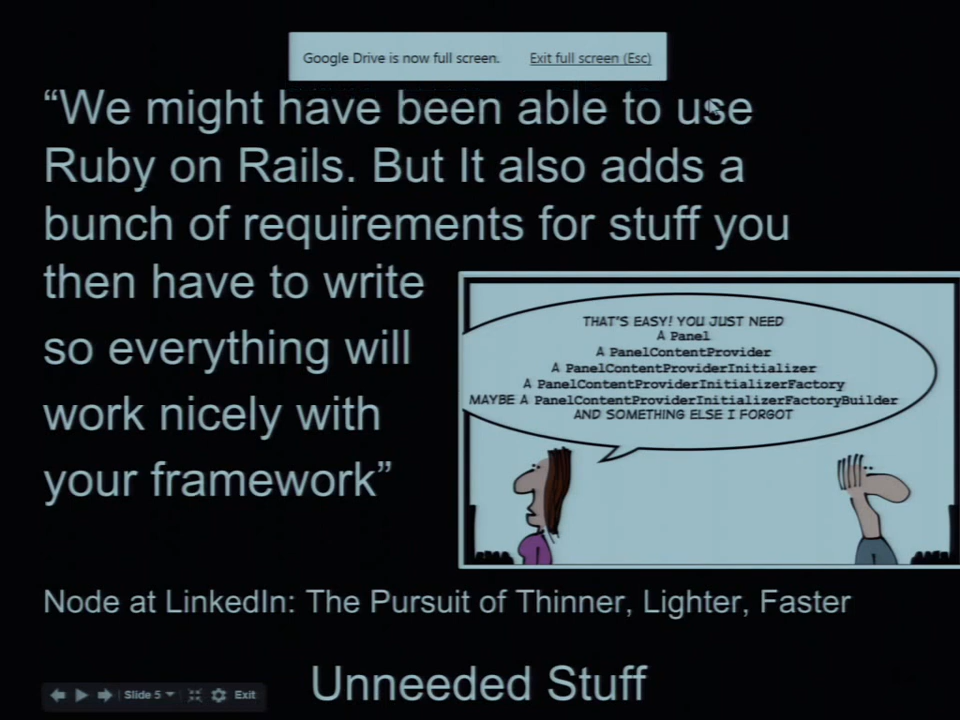 Google Drive is now full screen. Exit full screen (Esc)
“We might have been able to use
Ruby on Rails. But It also adds a
bunch of requirements for stuff you
then have to write
so everything will
work nicely with
your framework”
THAT'S EASY! YOU JUST NEED
A Panel
A PanelContentProvider
A PanelContentProviderInitializer
A PanelContentProviderInitializerFactory
MAYBE A PanelContentProviderInitializerFactoryBuilder
AND SOMETHING ELSE I FORGOT
Node at LinkedIn: The Pursuit of Thinner, Lighter, Faster
Unneeded Stuff
Slide 5 Exit